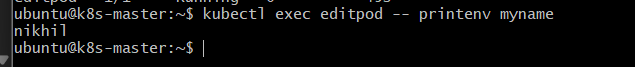 ubuntu@k8s-master:~$ kubectl exec editpod -- printenv myname
nikhil
ubuntu@k8s-master:~$